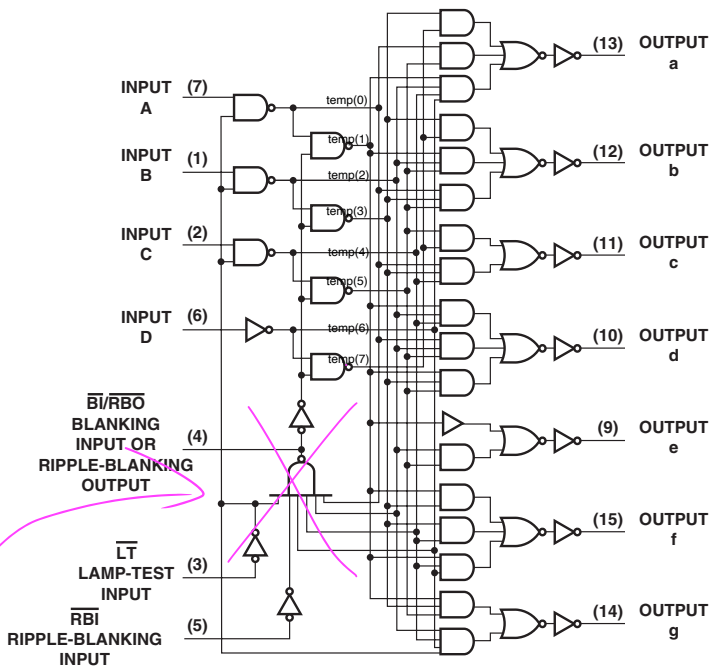 (13) OUTPUT
a
INPUT (7)
A
temp(0)
temp(1)
(12) OUTPUT
b
INPUT (1)
B
temp(2)
temp(3)
INPUT (2)
C
(11) OUTPUT
c
temp(4)
temp(5)
INPUT (6)
D
temp(6)
temp(7)
(10) OUTPUT
d
BI/RBO
BLANKING
INPUT OR (4)
RIPPLE-BLANKING
OUTPUT
(9) OUTPUT
e
(15) OUTPUT
f
LT
LAMP-TEST (3)
INPUT
RBI
RIPPLE-BLANKING (5)
INPUT
(14) OUTPUT
g